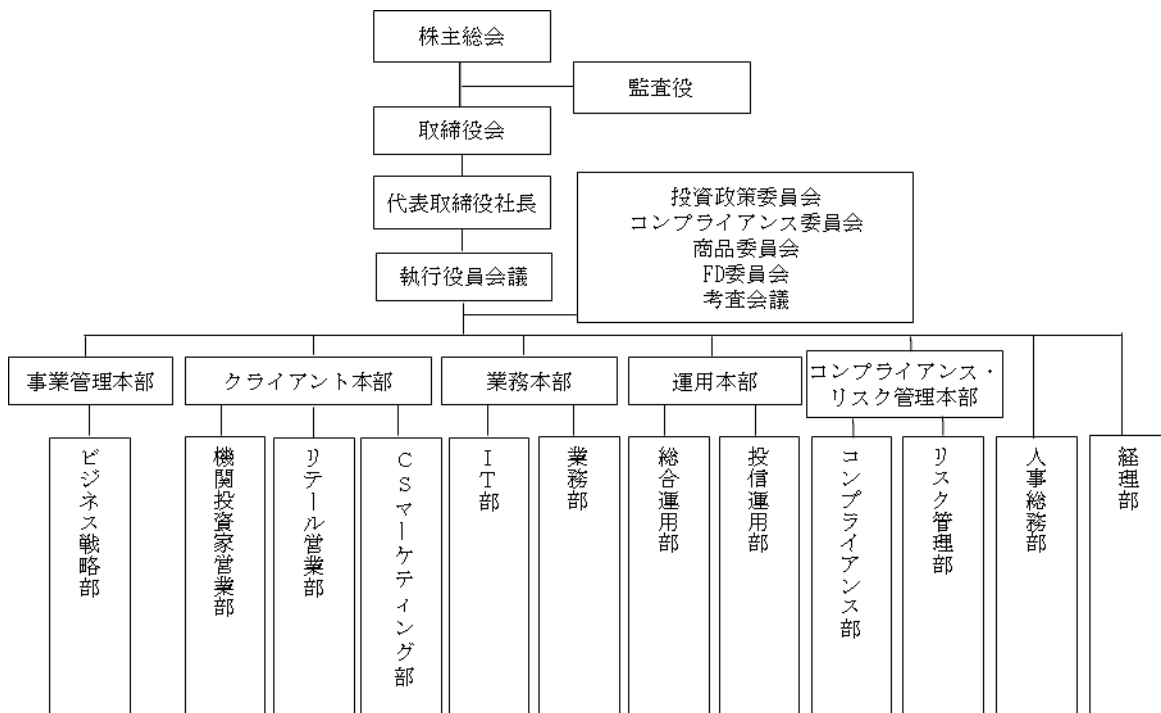 株主総会
監査役
取締役会
代表取締役社長
執行役員会議
投資政策委員会
コンプライアンス委員会
商品委員会
FD委員会
考査会議
事業管理本部
クライアント本部
業務本部
運用本部
コンプライアンス・
リスク管理本部
ビジネス戦略部
機関投資家営業部
リテール営業部
CSマーケティング部
IT部
業務部
総合運用部
投信運用部
コンプライアンス部
リスク管理部
人事総務部
経理部